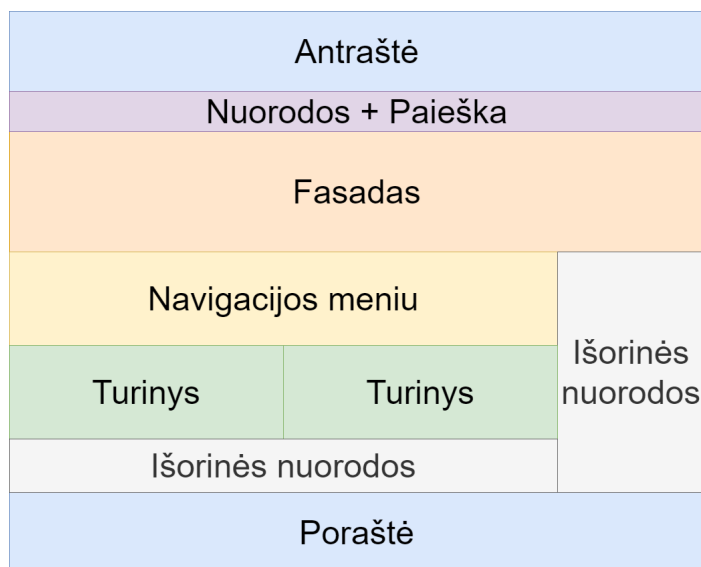 Antraštė
Nuorodos + Paieška
Fasadas
Navigacijos meniu
Išorinės
nuorodos
Turinys
Turinys
Išorinės nuorodos
Poraštė